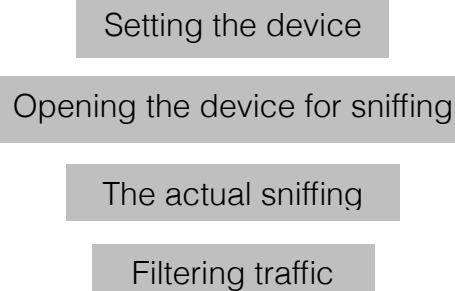 Setting the device
Opening the device for sniffing
The actual sniffing
Filtering traffic